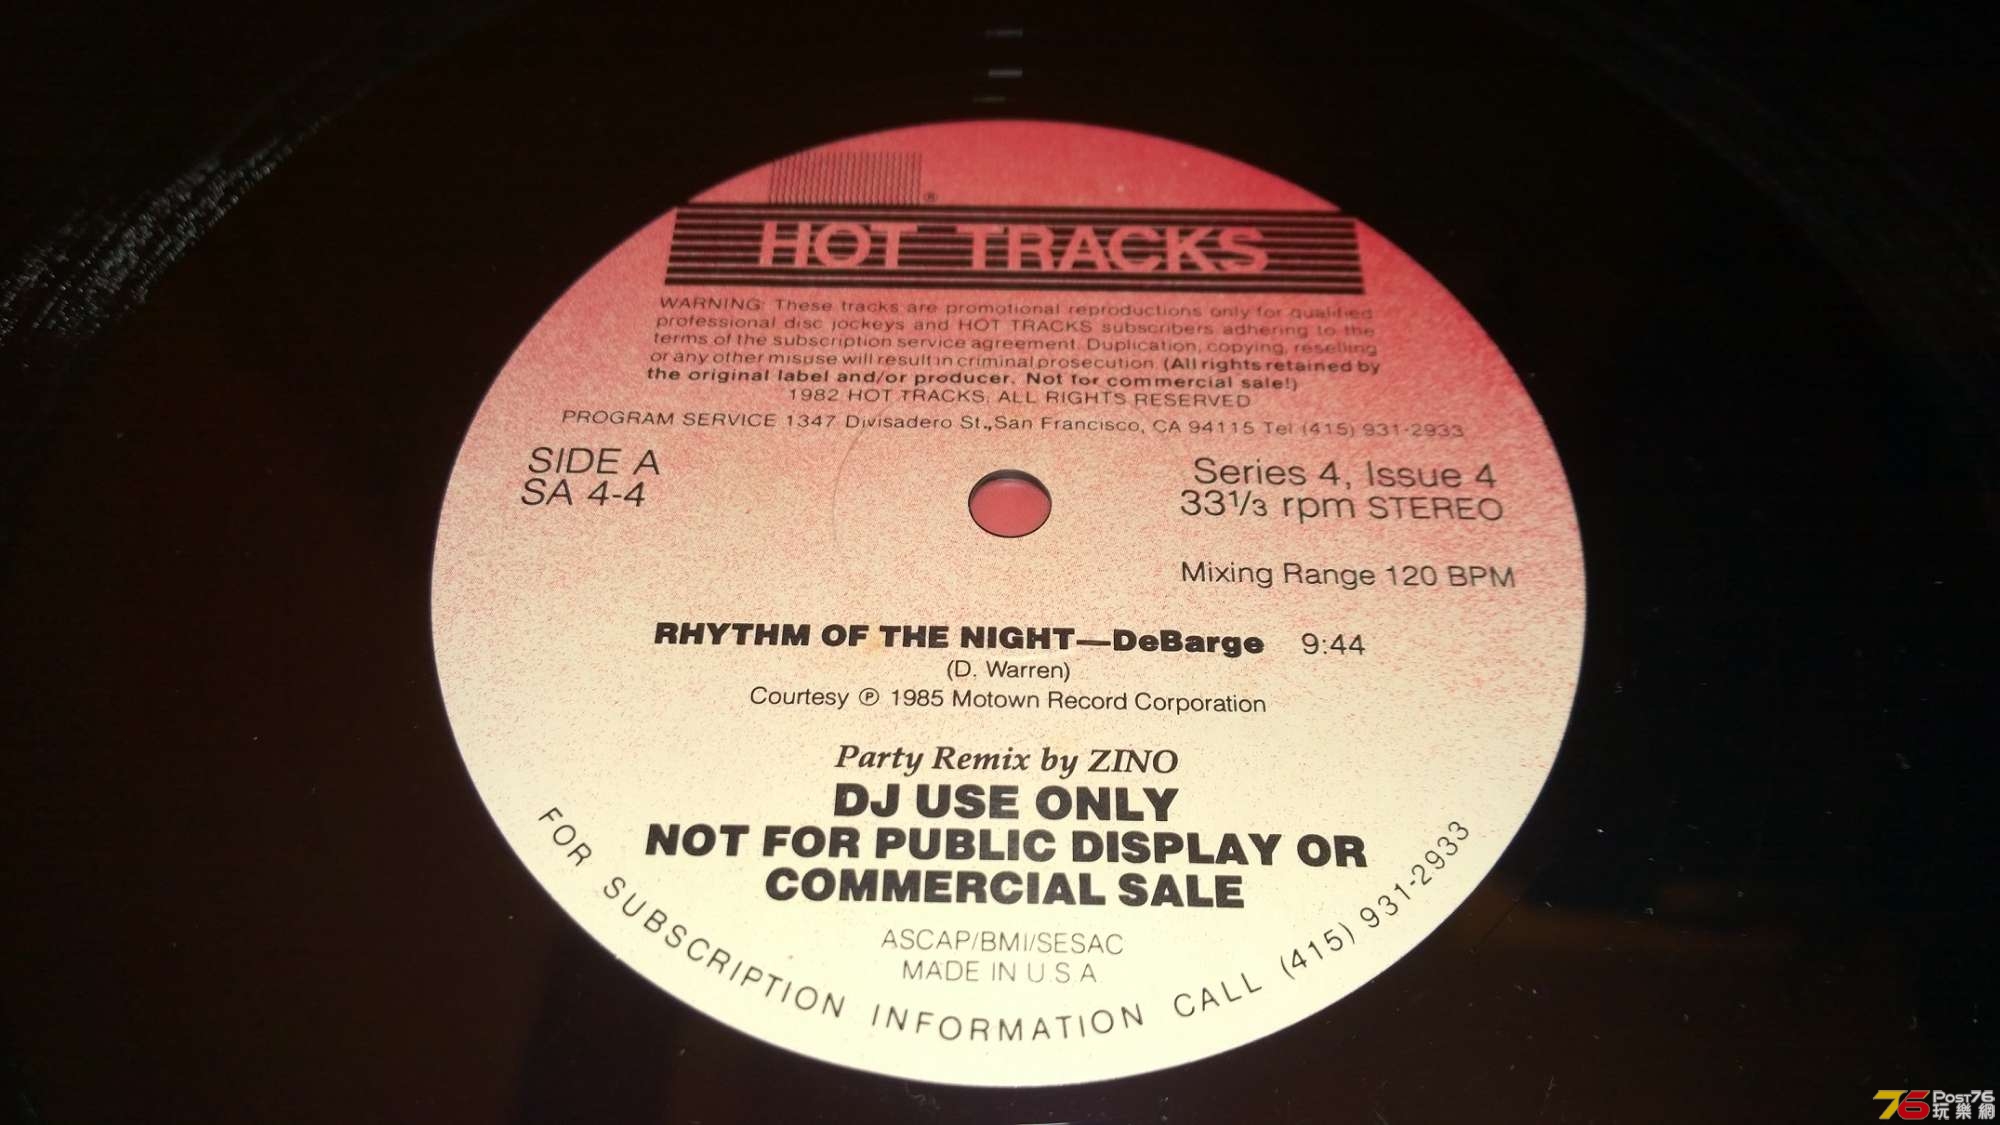 ®
HOT TRACKS
WARNING: These tracks are promotional reproductions only for qualified
professional disc jockeys and HOT TRACKS subscribers adhering to the
terms of the subscription service agreement. Duplication, copying, reselling
or any other misuse will result in criminal prosecution. (All rights retained by
the original label and/or producer. Not for commercial sale!)
1982 HOT TRACKS. ALL RIGHTS RESERVED
PROGRAM SERVICE 1347 Divisadero St., San Francisco, CA 94115 Tel (415) 931-2933
SIDE A
SA 4-4
Series 4, Issue 4
33⅓ rpm STEREO
Mixing Range 120 BPM
RHYTHM OF THE NIGHT—DeBarge 9:44
(D. Warren)
Courtesy ℗ 1985 Motown Record Corporation
Party Remix by ZINO
DJ USE ONLY
NOT FOR PUBLIC DISPLAY OR
COMMERCIAL SALE
ASCAP/BMI/SESAC
MADE IN U.S.A.
FOR SUBSCRIPTION INFORMATION CALL (415) 931-2933
76 Post76
玩樂網